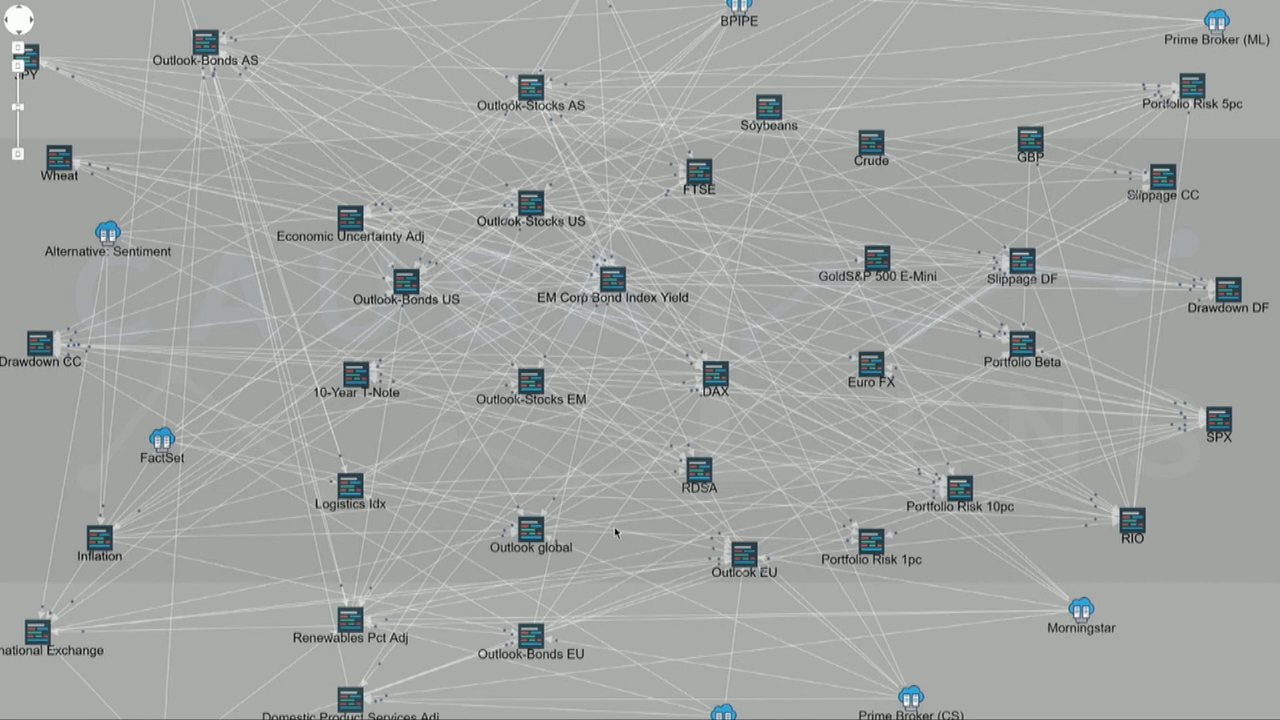 BPIPE
Prime Broker (ML)
Outlook-Bonds AS
PY
Outlook-Stocks AS
Portfolio Risk 5pc
Soybeans
Crude
GBP
Wheat
FTSE
Slippage CC
Outlook-Stocks US
Economic Uncertainty Adj
Alternative: Sentiment
GoldS&P 500 E-Mini
Slippage DF
Outlook-Bonds US
EM Corp Bond Index Yield
Drawdown DF
Drawdown CC
Portfolio Beta
Euro FX
10-Year T-Note
DAX
Outlook-Stocks EM
SPX
FactSet
RDSA
Logistics Idx
Portfolio Risk 10pc
RIO
Outlook global
Inflation
Portfolio Risk 1pc
Outlook EU
Morningstar
Renewables Pct Adj
national Exchange
Outlook-Bonds EU
Domestic Product Services Adj
Prime Broker (CS)